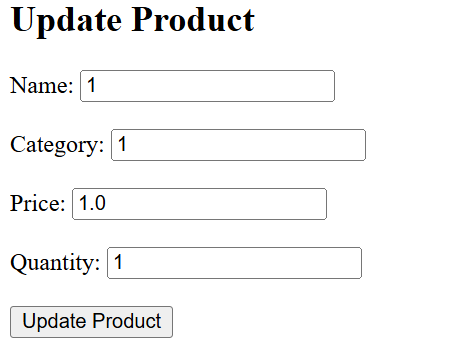 Update Product
Name: 1
Category: 1
Price: 1.0
Quantity: 1
Update Product